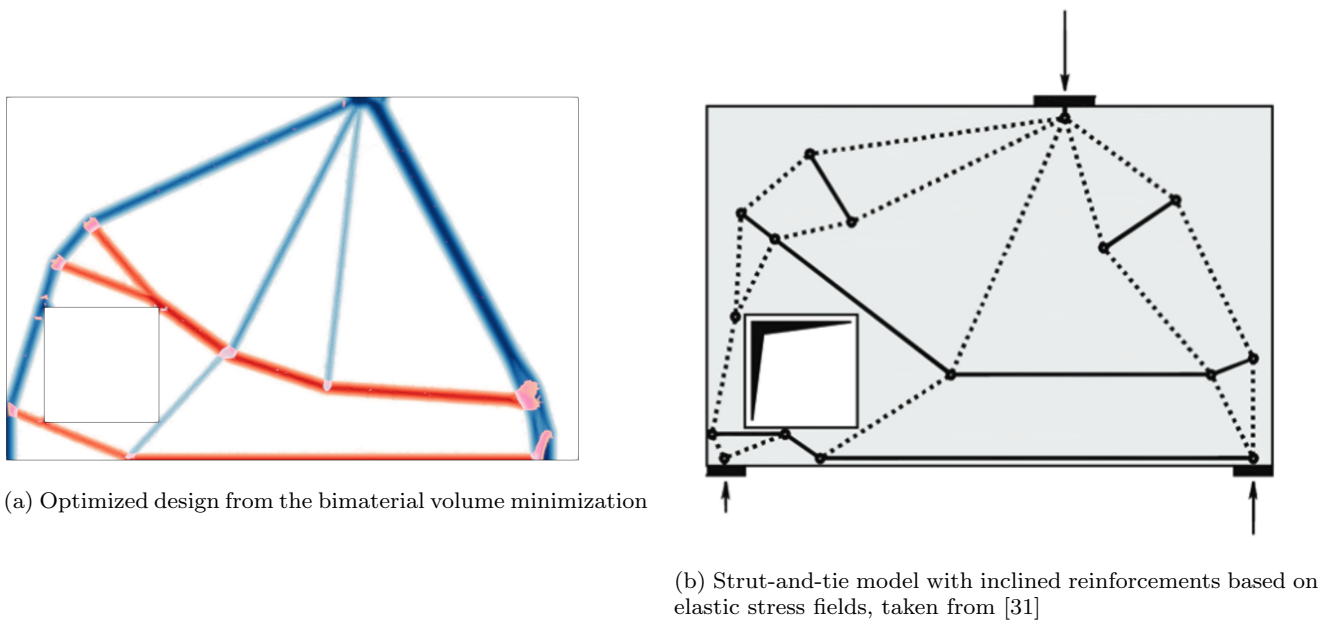 (a) Optimized design from the bimaterial volume minimization
(b) Strut-and-tie model with inclined reinforcements based on
elastic stress fields, taken from [31]